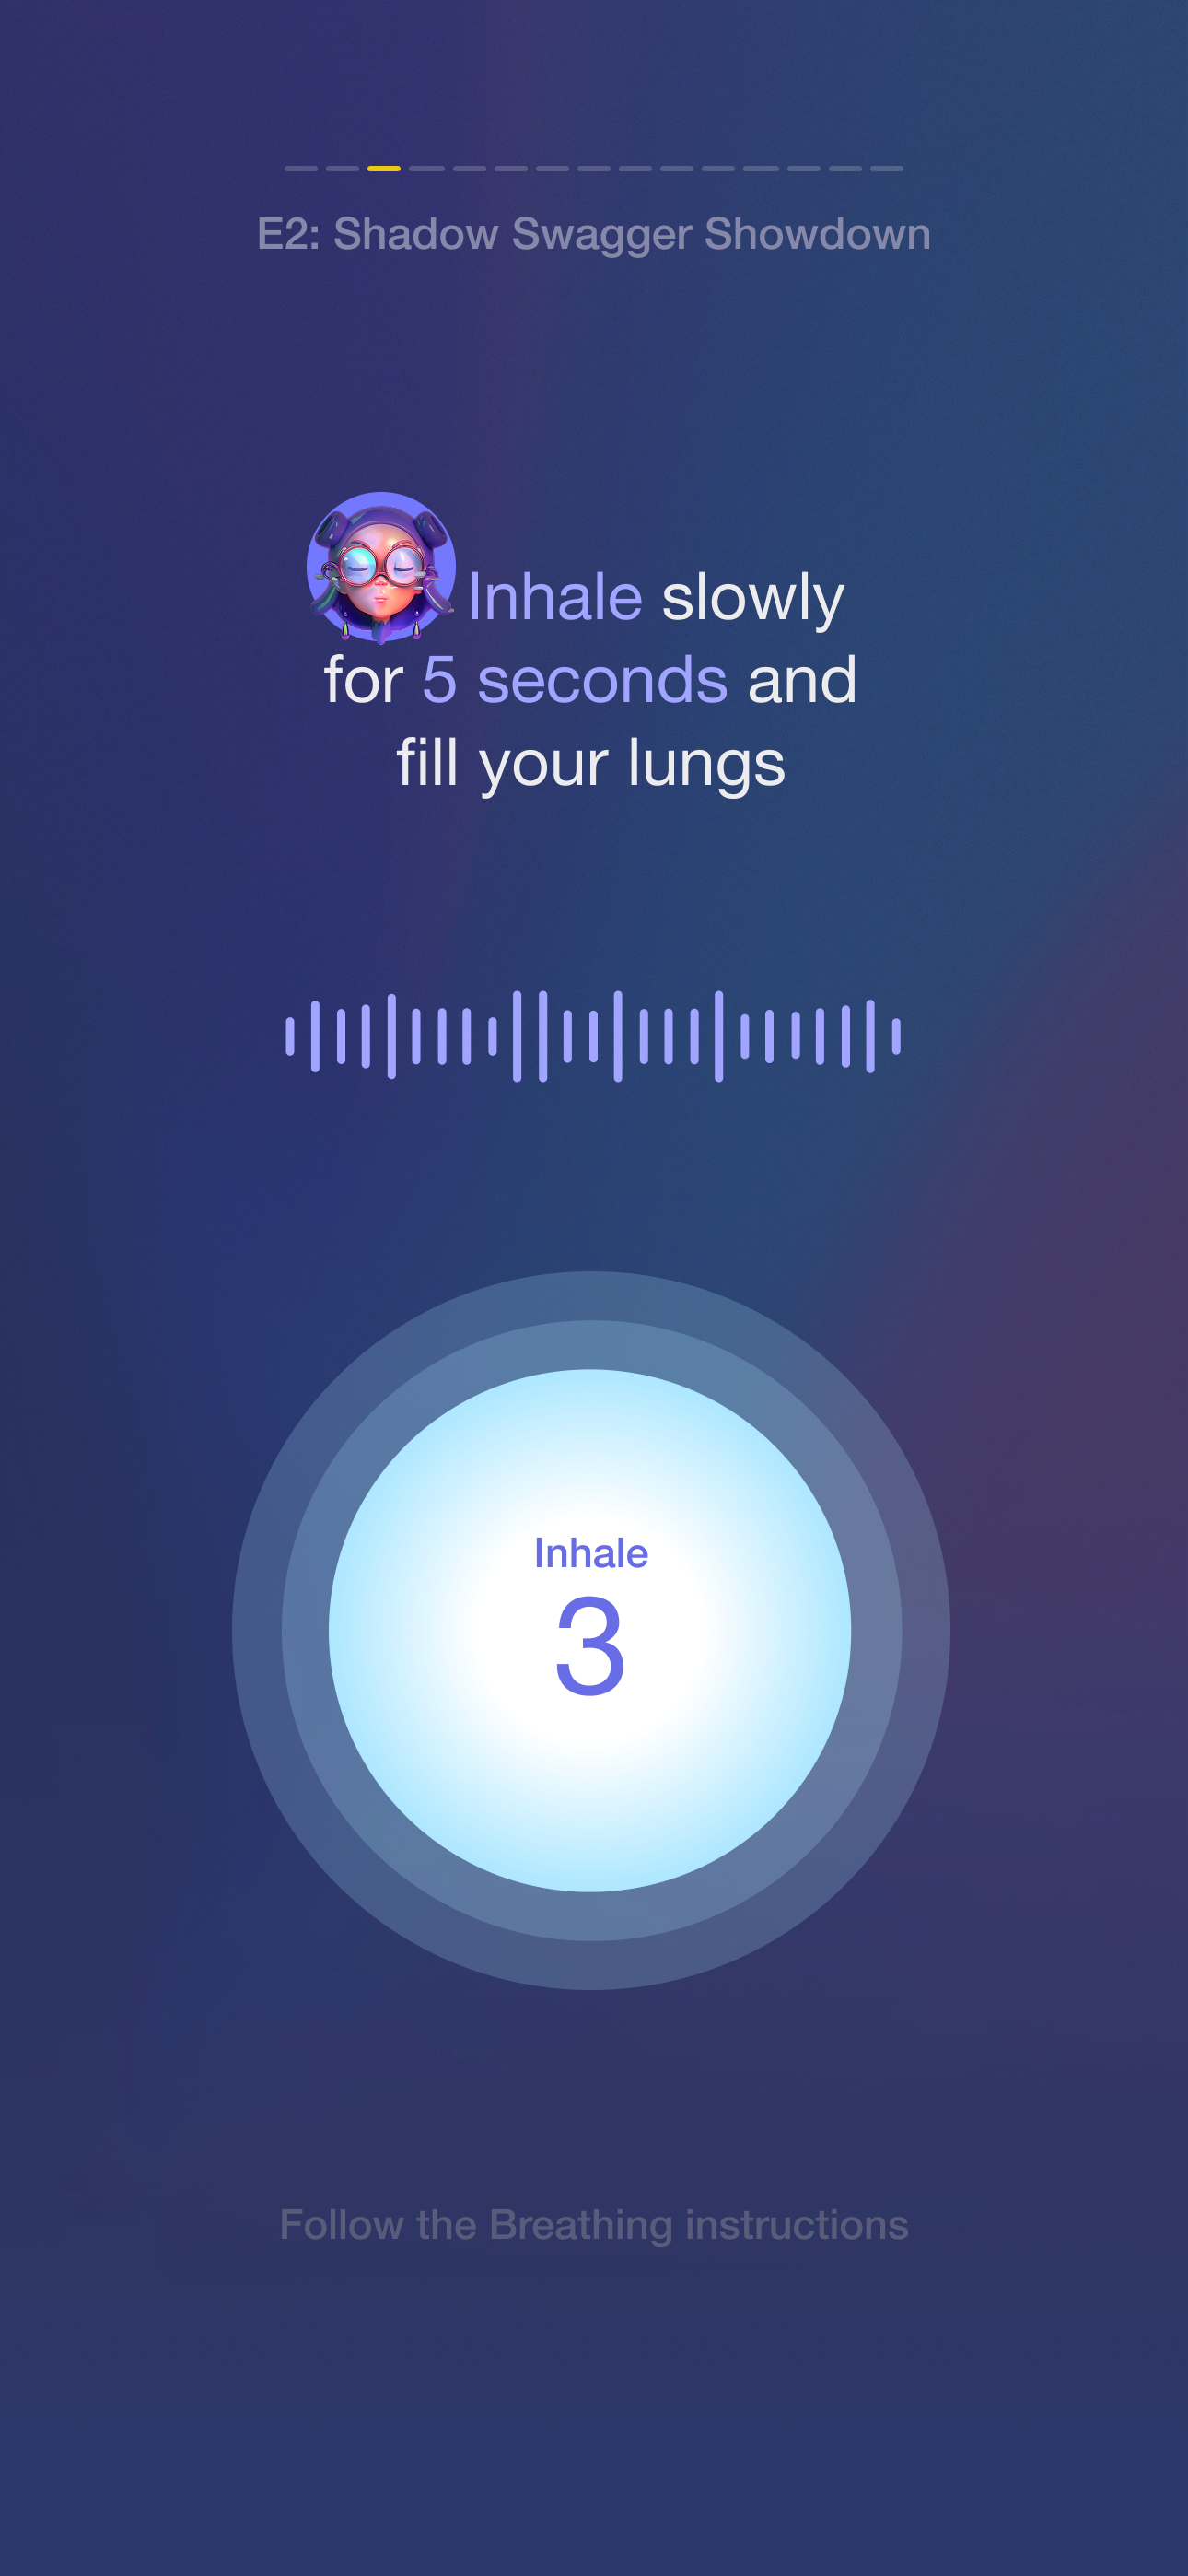 E2: Shadow Swagger Showdown
Inhale slowly
for 5 seconds and
fill your lungs
Inhale
3
Follow the Breathing instructions